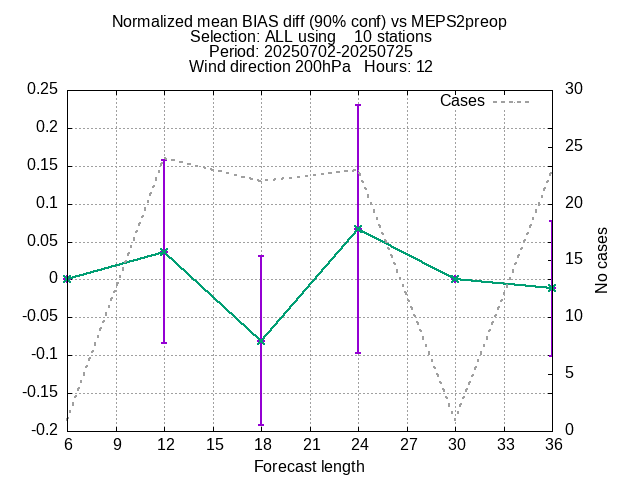 Normalized mean BIAS diff (90% conf) vs MEPS2preop
Selection: ALL using    10 stations
Period: 20250702-20250725
Wind direction 200hPa   Hours: 12
0.25
0.2
0.15
0.1
0.05
0
-0.05
-0.1
-0.15
-0.2
Cases
30
25
20
15
10
5
0
No cases
6 9 12 15 18 21 24 27 30 33 36
Forecast length